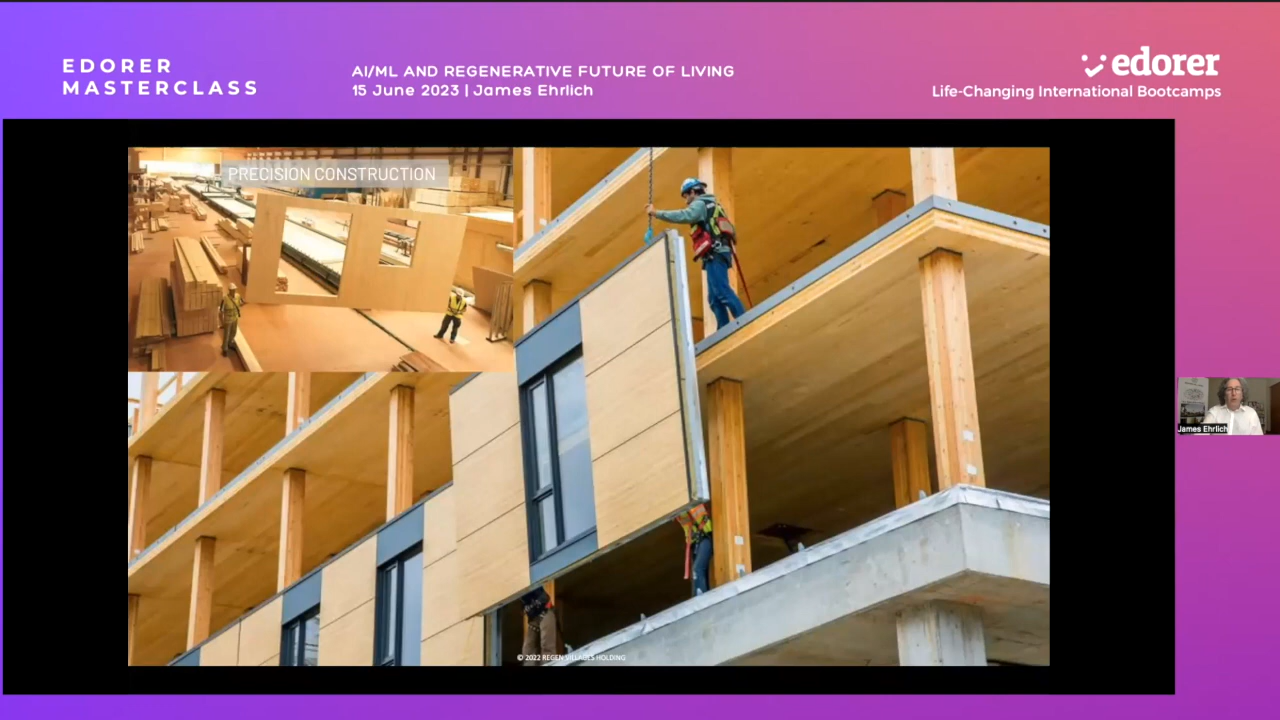 EDORER
MASTERCLASS
AI/ML AND REGENERATIVE FUTURE OF LIVING
15 June 2023 | James Ehrlich
edorer
Life-Changing International Bootcamps
PRECISION CONSTRUCTION
James Ehrlich
© 2022 REGEN VILLAGES HOLDING